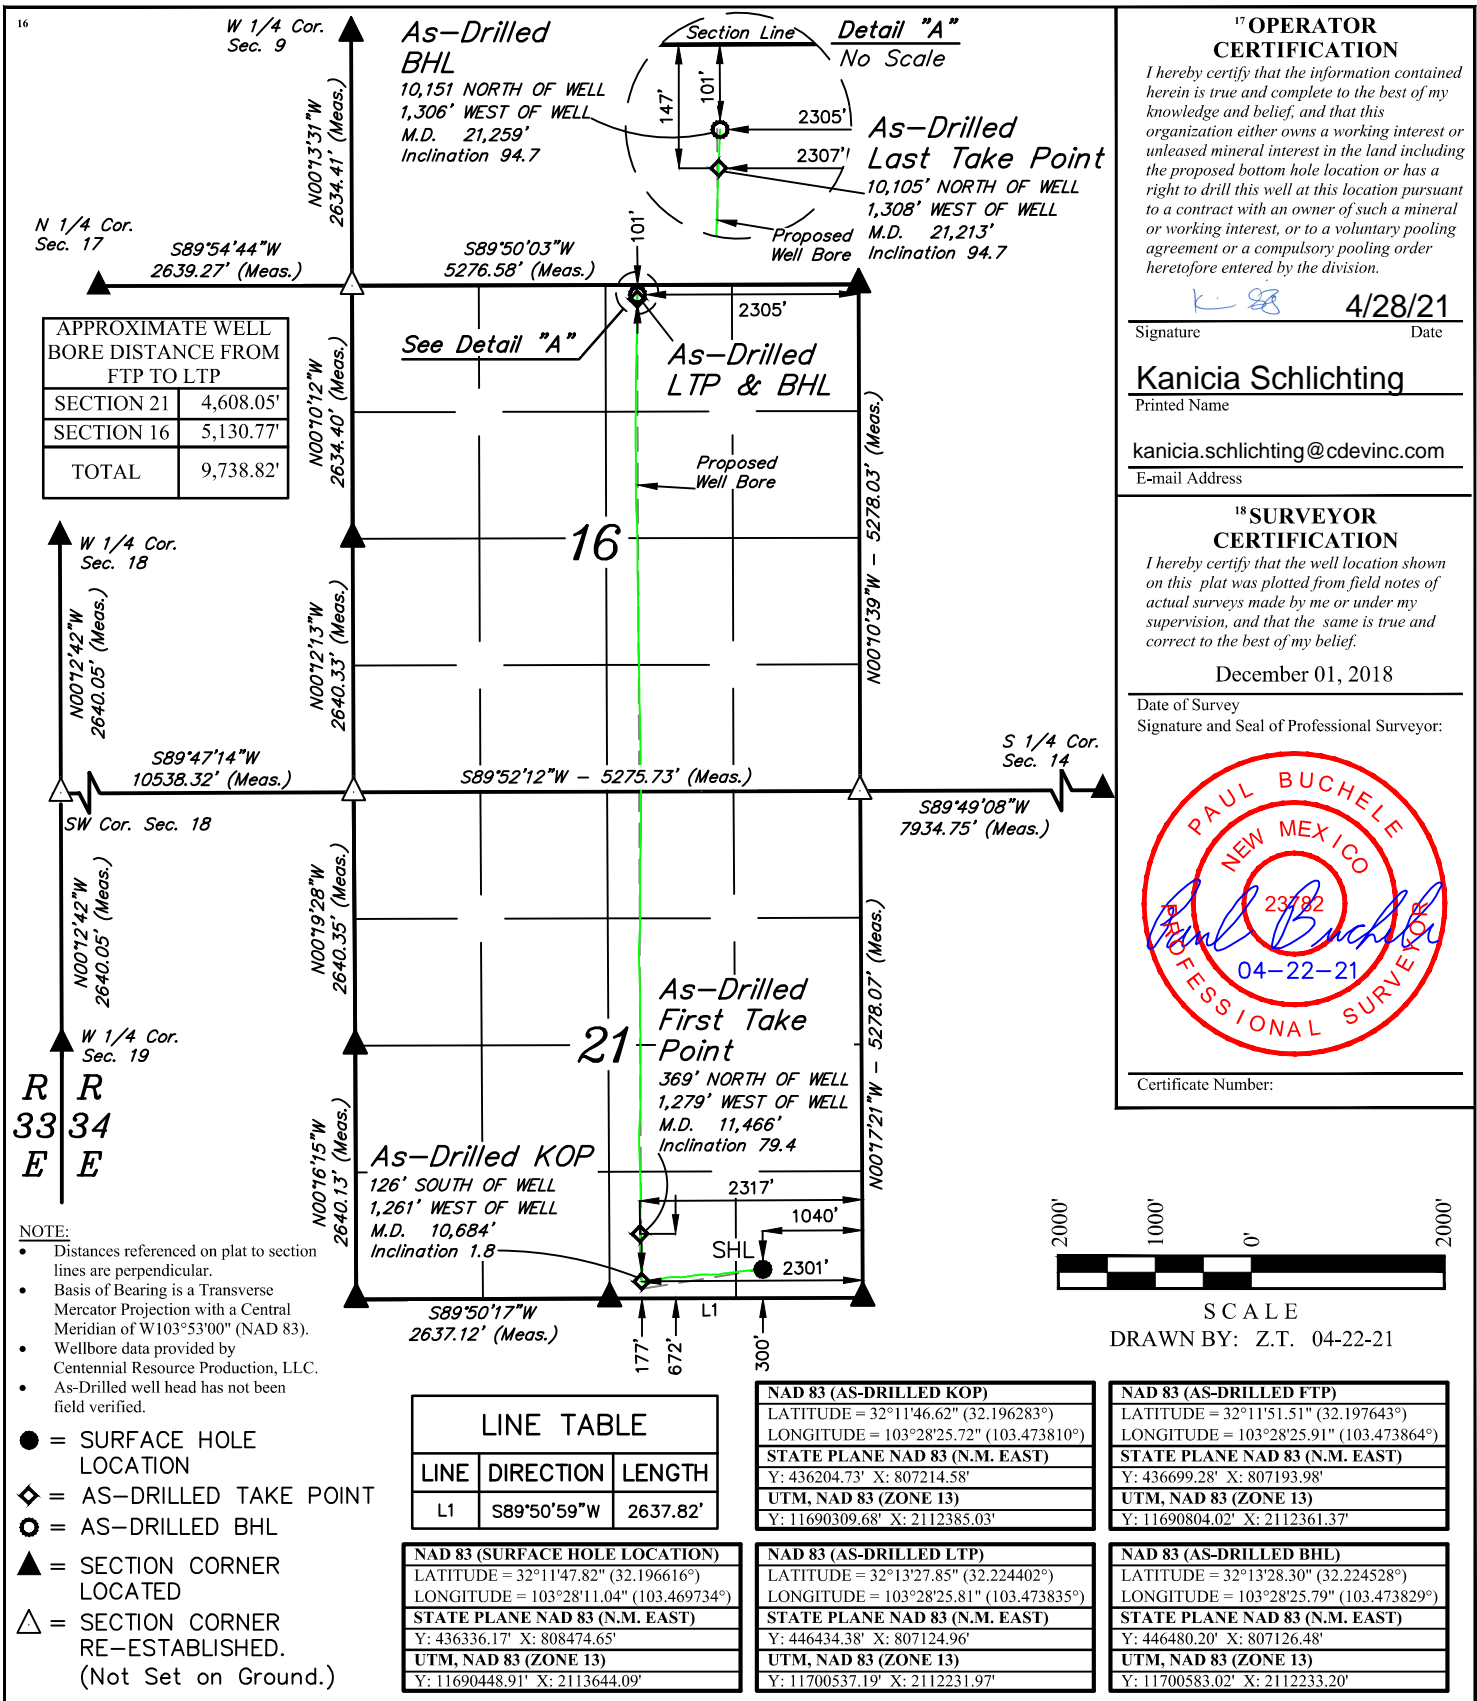 16
W 1/4 Cor.
Sec. 9
N00°13'31"W
2634.41' (Meas.)
As-Drilled
BHL
10,151 NORTH OF WELL
1,306' WEST OF WELL
M.D. 21,259'
Inclination 94.7
Section Line
Detail "A"
No Scale
147'
101'
2305'
2307'
As-Drilled
Last Take Point
10,105' NORTH OF WELL
1,308' WEST OF WELL
M.D. 21,213'
Inclination 94.7
Proposed
Well Bore
N 1/4 Cor.
Sec. 17
S89°54'44"W
2639.27' (Meas.)
S89°50'03"W
5276.58' (Meas.)
101'
2305'
See Detail "A"
As-Drilled
LTP & BHL
APPROXIMATE WELL
BORE DISTANCE FROM
FTP TO LTP
SECTION 21 4,608.05'
SECTION 16 5,130.77'
TOTAL 9,738.82'
N00°10'12"W
2634.40' (Meas.)
Proposed
Well Bore
N00°10'39"W - 5278.03' (Meas.)
16
W 1/4 Cor.
Sec. 18
N00°12'42"W
2640.05' (Meas.)
N00°12'13"W
2640.33' (Meas.)
S89°47'14"W
10538.32' (Meas.)
S89°52'12"W - 5275.73' (Meas.)
S 1/4 Cor.
Sec. 14
S89°49'08"W
7934.75' (Meas.)
SW Cor. Sec. 18
N00°12'42"W
2640.05' (Meas.)
N00°19'28"W
2640.35' (Meas.)
N00°17'21"W - 5278.07' (Meas.)
21
As-Drilled
First Take
Point
369' NORTH OF WELL
1,279' WEST OF WELL
M.D. 11,466'
Inclination 79.4
W 1/4 Cor.
Sec. 19
R R
33 34
E E
N00°16'15"W
2640.13' (Meas.)
As-Drilled KOP
126' SOUTH OF WELL
1,261' WEST OF WELL
M.D. 10,684'
Inclination 1.8
2317'
1040'
SHL
2301'
S89°50'17"W
2637.12' (Meas.)
L1
177'
672'
300'
NOTE:
• Distances referenced on plat to section
lines are perpendicular.
• Basis of Bearing is a Transverse
Mercator Projection with a Central
Meridian of W103°53'00" (NAD 83).
• Wellbore data provided by
Centennial Resource Production, LLC.
• As-Drilled well head has not been
field verified.
= SURFACE HOLE
LOCATION
= AS-DRILLED TAKE POINT
= AS-DRILLED BHL
= SECTION CORNER
LOCATED
= SECTION CORNER
RE-ESTABLISHED.
(Not Set on Ground.)
LINE TABLE
LINE DIRECTION LENGTH
L1 S89°50'59"W 2637.82'
17 OPERATOR
CERTIFICATION
I hereby certify that the information contained
herein is true and complete to the best of my
knowledge and belief, and that this
organization either owns a working interest or
unleased mineral interest in the land including
the proposed bottom hole location or has a
right to drill this well at this location pursuant
to a contract with an owner of such a mineral
or working interest, or to a voluntary pooling
agreement or a compulsory pooling order
heretofore entered by the division.
4/28/21
Signature Date
Kanicia Schlichting
Printed Name
kanicia.schlichting@cdevinc.com
E-mail Address
18 SURVEYOR
CERTIFICATION
I hereby certify that the well location shown
on this plat was plotted from field notes of
actual surveys made by me or under my
supervision, and that the same is true and
correct to the best of my belief.
December 01, 2018
Date of Survey
Signature and Seal of Professional Surveyor:
PAUL BUCHELE
NEW MEXICO
23782
Paul Buchele
04-22-21
PROFESSIONAL SURVEYOR
Certificate Number:
2000' 1000' 0' 2000'
SCALE
DRAWN BY: Z.T. 04-22-21
NAD 83 (AS-DRILLED KOP)
LATITUDE = 32°11'46.62" (32.196283°)
LONGITUDE = 103°28'25.72" (103.473810°)
STATE PLANE NAD 83 (N.M. EAST)
Y: 436204.73' X: 807214.58'
UTM, NAD 83 (ZONE 13)
Y: 11690309.68' X: 2112385.03'
NAD 83 (AS-DRILLED FTP)
LATITUDE = 32°11'51.51" (32.197643°)
LONGITUDE = 103°28'25.91" (103.473864°)
STATE PLANE NAD 83 (N.M. EAST)
Y: 436699.28' X: 807193.98'
UTM, NAD 83 (ZONE 13)
Y: 11690804.02' X: 2112361.37'
NAD 83 (SURFACE HOLE LOCATION)
LATITUDE = 32°11'47.82" (32.196616°)
LONGITUDE = 103°28'11.04" (103.469734°)
STATE PLANE NAD 83 (N.M. EAST)
Y: 436336.17' X: 808474.65'
UTM, NAD 83 (ZONE 13)
Y: 11690448.91' X: 2113644.09'
NAD 83 (AS-DRILLED LTP)
LATITUDE = 32°13'27.85" (32.224402°)
LONGITUDE = 103°28'25.81" (103.473835°)
STATE PLANE NAD 83 (N.M. EAST)
Y: 446434.38' X: 807124.96'
UTM, NAD 83 (ZONE 13)
Y: 11700537.19' X: 2112231.97'
NAD 83 (AS-DRILLED BHL)
LATITUDE = 32°13'28.30" (32.224528°)
LONGITUDE = 103°28'25.79" (103.473829°)
STATE PLANE NAD 83 (N.M. EAST)
Y: 446480.20' X: 807126.48'
UTM, NAD 83 (ZONE 13)
Y: 11700583.02' X: 2112233.20'